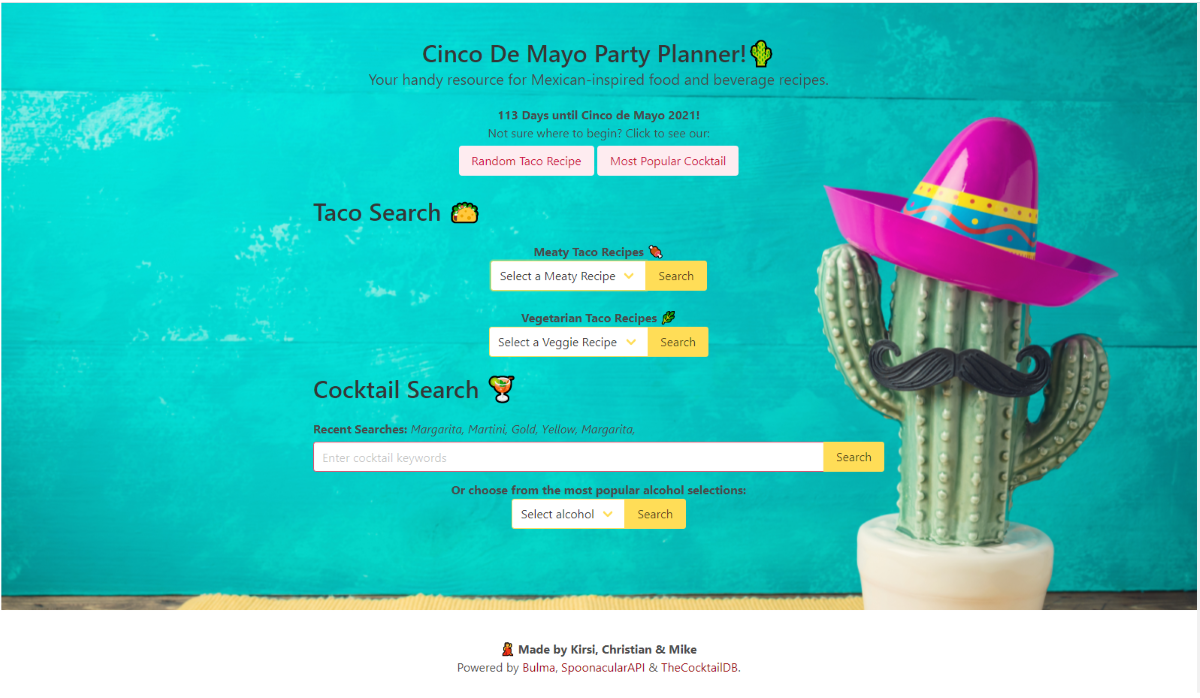 Cinco De Mayo Party Planner!🌵
Your handy resource for Mexican-inspired food and beverage recipes.
113 Days until Cinco de Mayo 2021!
Not sure where to begin? Click to see our:
Random Taco Recipe Most Popular Cocktail
Taco Search 🌮
Meaty Taco Recipes 🍖
Select a Meaty Recipe Search
Vegetarian Taco Recipes 🌿
Select a Veggie Recipe Search
Cocktail Search 🍹
Recent Searches: Margarita, Martini, Gold, Yellow, Margarita,
Enter cocktail keywords Search
Or choose from the most popular alcohol selections:
Select alcohol Search
💃 Made by Kirsi, Christian & Mike
Powered by Bulma, SpoonacularAPI & TheCocktailDB.